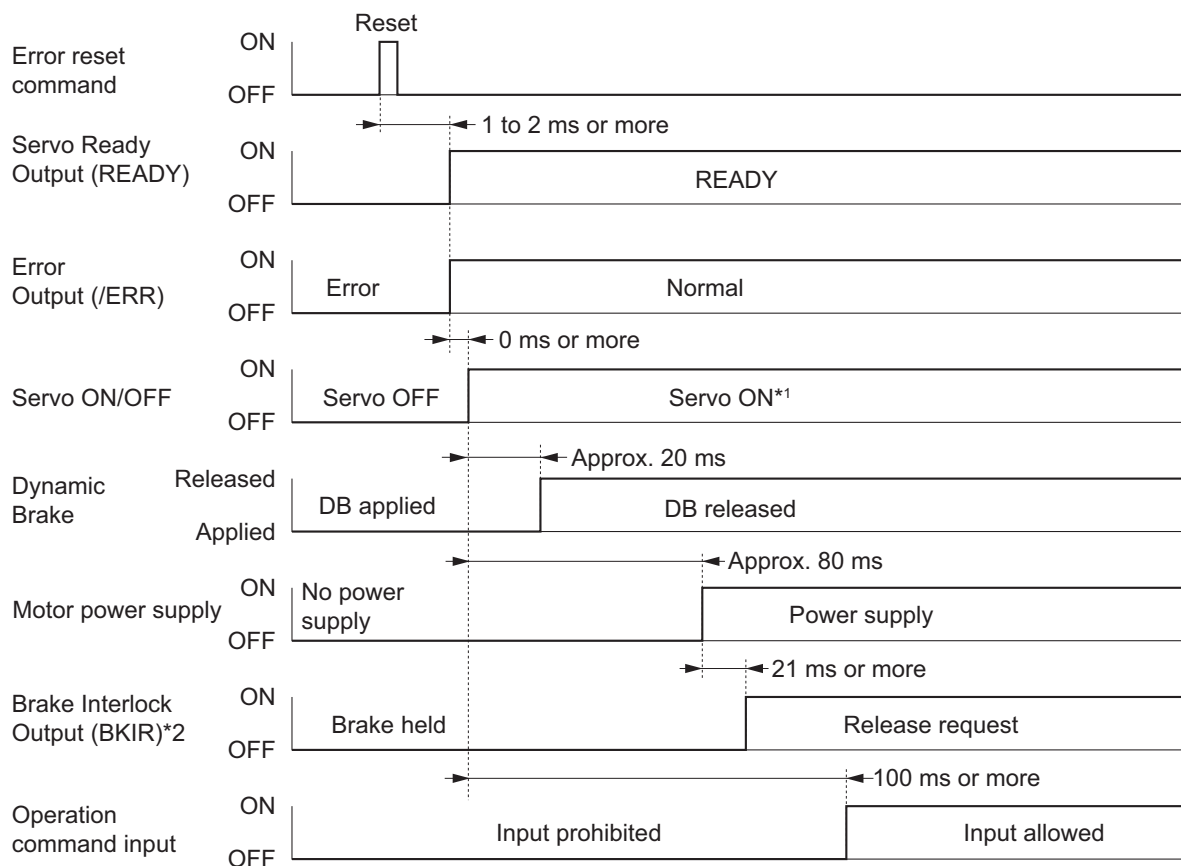 Reset
Error reset
command
ON
OFF
1 to 2 ms or more
Servo Ready
Output (READY)
ON
OFF
READY
Error
Output (/ERR)
ON
OFF
Error
Normal
0 ms or more
Servo ON/OFF
ON
OFF
Servo OFF
Servo ON*1
Approx. 20 ms
Dynamic
Brake
Released
Applied
DB applied
DB released
Approx. 80 ms
Motor power supply
ON
OFF
No power
supply
Power supply
21 ms or more
Brake Interlock
Output (BKIR)*2
ON
OFF
Brake held
Release request
100 ms or more
Operation
command input
ON
OFF
Input prohibited
Input allowed